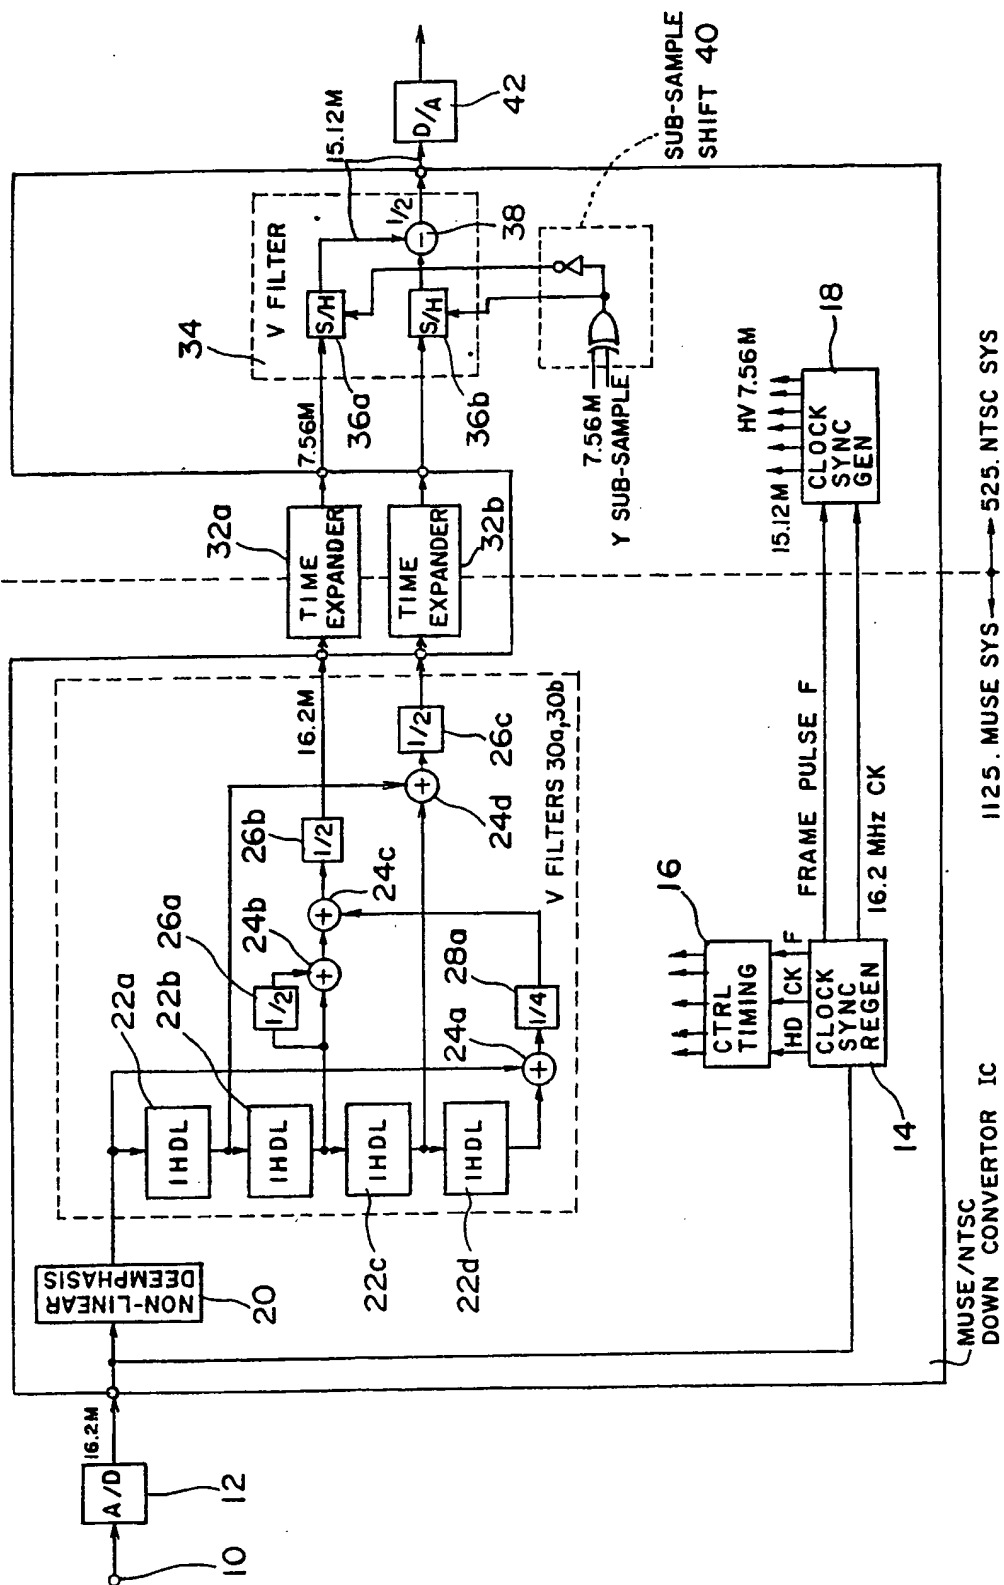 10
A/D
12
16.2M
NON-LINEAR
DEEMPHASIS
20
22a
22b
1HDL
1HDL
1HDL
1HDL
22c
22d
26a
1/2
24b
24c
26b
1/2
24a
28a
1/4
24d
26c
1/2
V FILTERS 30a,30b
16.2M
32a
TIME
EXPANDER
TIME
EXPANDER
32b
7.56M
34
V FILTER
S/H
36a
S/H
36b
1/2
38
15.12M
D/A
42
SUB-SAMPLE
SHIFT 40
7.56M
Y SUB-SAMPLE
14
CLOCK
SYNC
REGEN
HD CK F
CTRL
TIMING
16
FRAME PULSE F
16.2 MHz CK
CLOCK
SYNC
GEN
18
15.12M HV 7.56M
MUSE/NTSC
DOWN CONVERTOR IC
1125. MUSE SYS 525. NTSC SYS